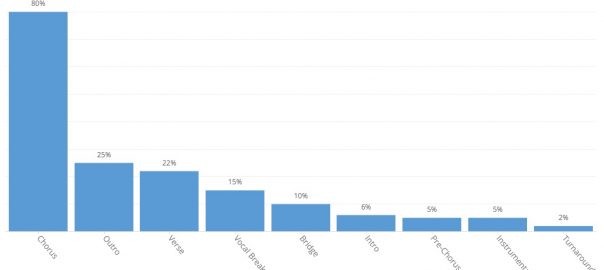 80%
25%
22%
15%
10%
6%
5%
5%
2%
Chorus
Outro
Verse
Vocal Break
Bridge
Intro
Pre-Chorus
Instrument
Turnaround